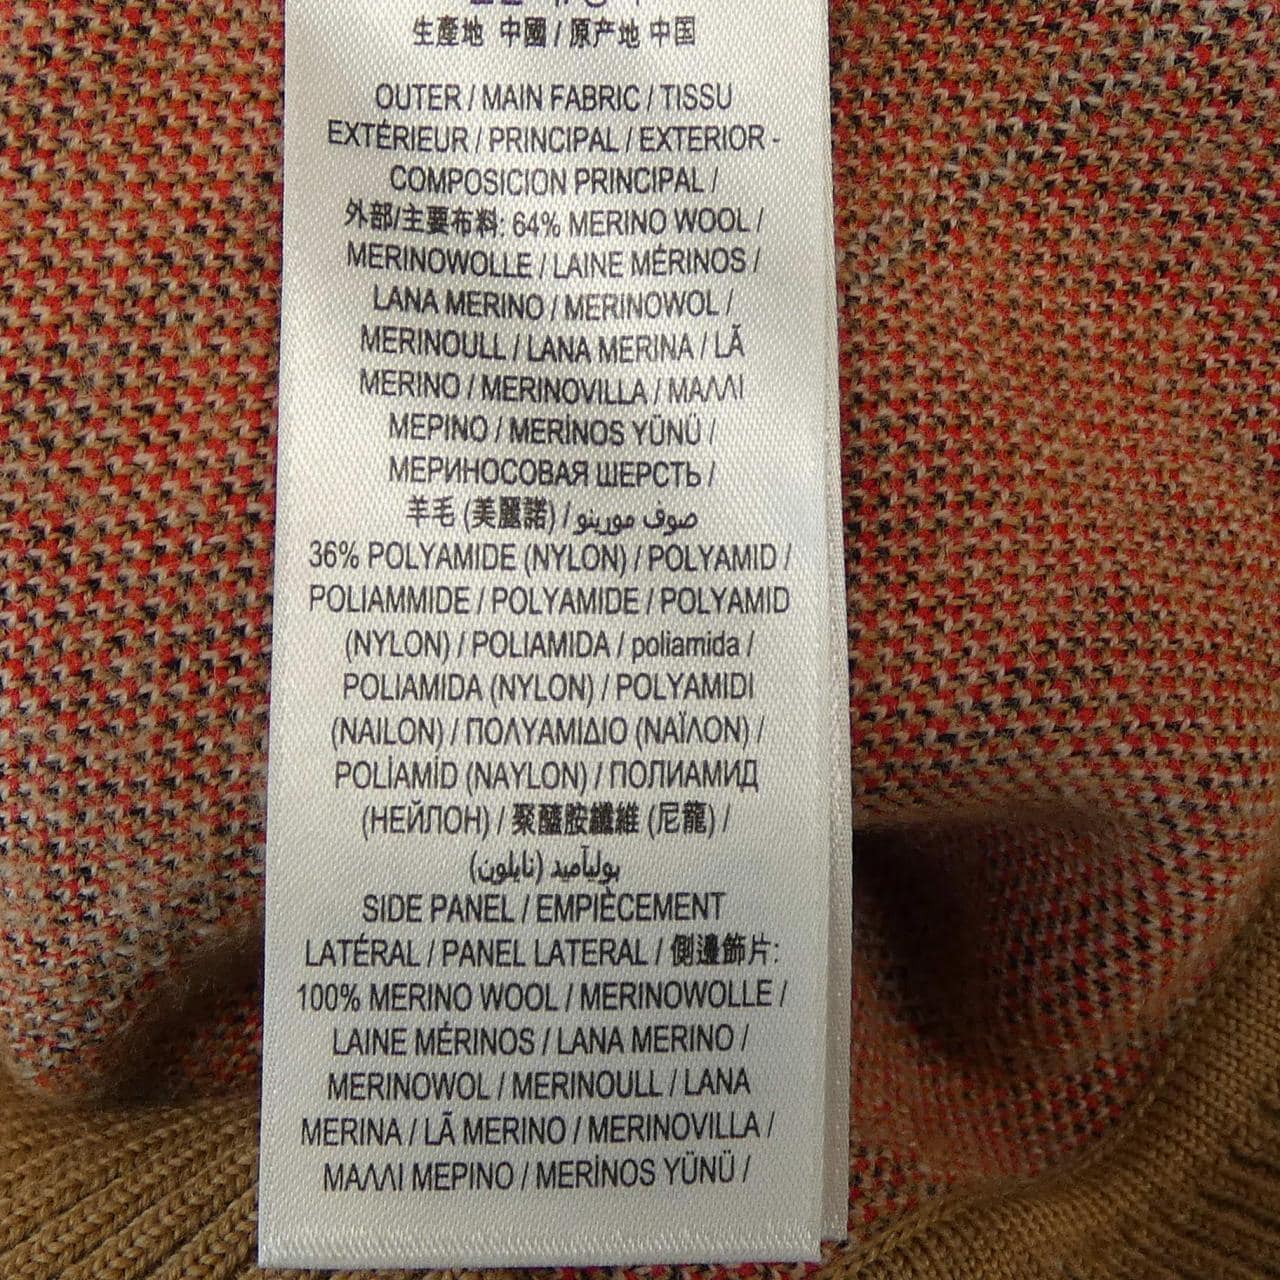 生產地 中國 / 原产地 中国
OUTER / MAIN FABRIC / TISSU
EXTÉRIEUR / PRINCIPAL / EXTERIOR -
COMPOSICION PRINCIPAL /
外部/主要布料: 64% MERINO WOOL /
MERINOWOLLE / LAINE MÉRINOS /
LANA MERINO / MERINOWOL /
MERINOULL / LANA MERINA / LÃ
MERINO / MERINOVILLA / ΜΑΛΛΙ
ΜΕΡΙΝΟ / MERİNOS YÜNÜ /
МЕРИНОСОВАЯ ШЕРСТЬ /
羊毛 (美麗諾) / صوف مورينو
36% POLYAMIDE (NYLON) / POLYAMID /
POLIAMMIDE / POLYAMIDE / POLYAMID
(NYLON) / POLIAMIDA / poliamida /
POLIAMIDA (NYLON) / POLYAMIDI
(NAILON) / ΠΟΛΥΑΜΙΔΙΟ (ΝΑΪΛΟΝ) /
POLİAMİD (NAYLON) / ПОЛИАМИД
(НЕЙЛОН) / 聚醯胺纖維 (尼龍) /
بوليآميد (نايلون)
SIDE PANEL / EMPIÈCEMENT
LATÉRAL / PANEL LATERAL / 側邊飾片:
100% MERINO WOOL / MERINOWOLLE /
LAINE MÉRINOS / LANA MERINO /
MERINOWOL / MERINOULL / LANA
MERINA / LÃ MERINO / MERINOVILLA /
ΜΑΛΛΙ ΜΕΡΙΝΟ / MERİNOS YÜNÜ /